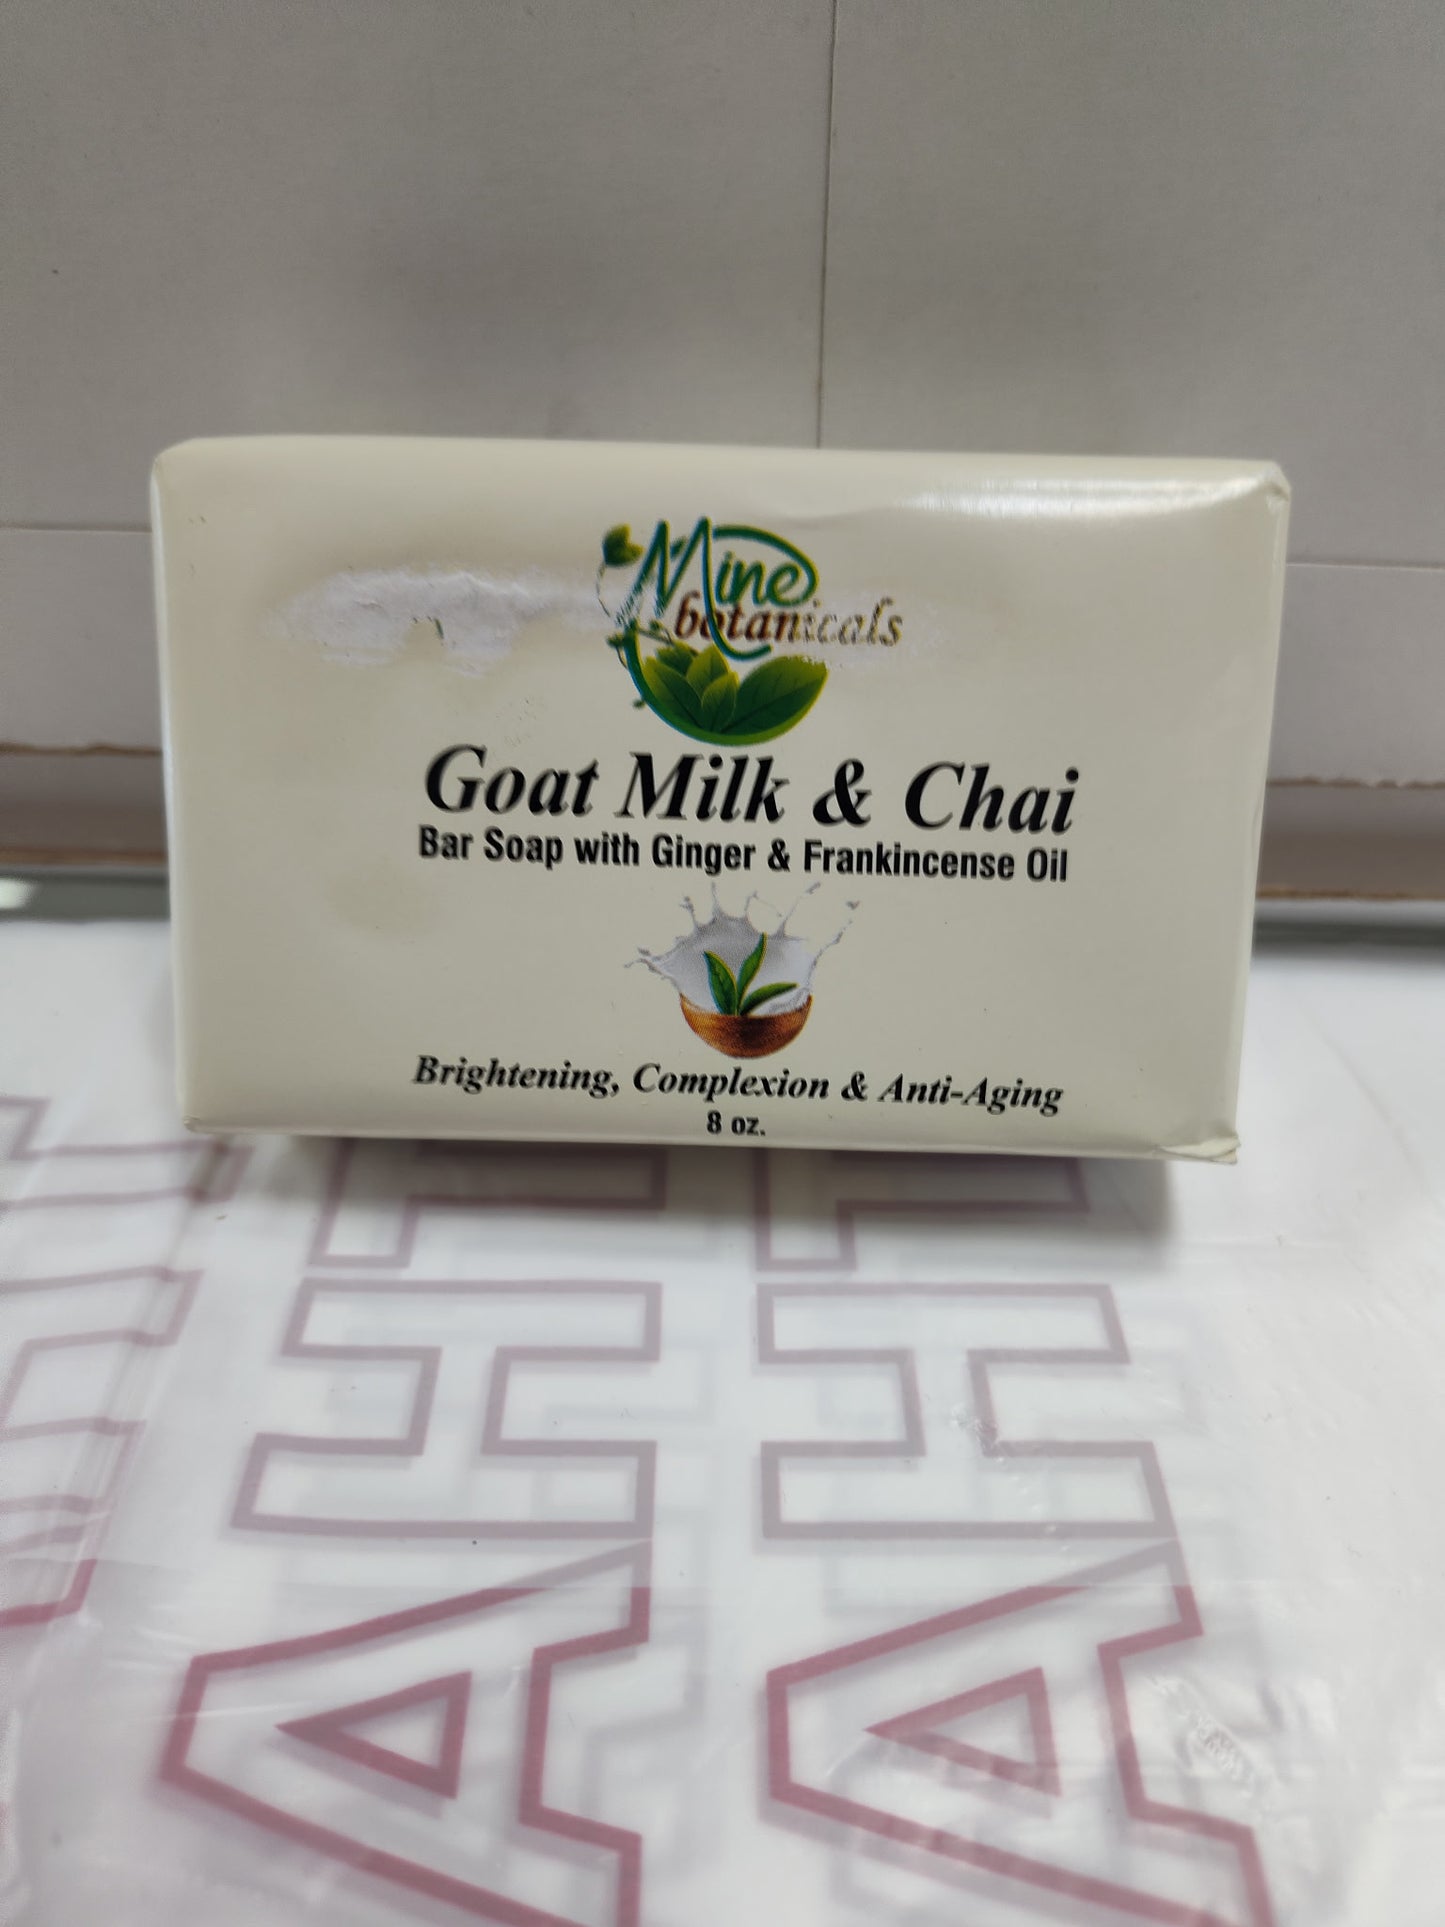 Mine
botanicals
Goat Milk & Chai
Bar Soap with Ginger & Frankincense Oil
Brightening, Complexion & Anti-Aging
8 oz.